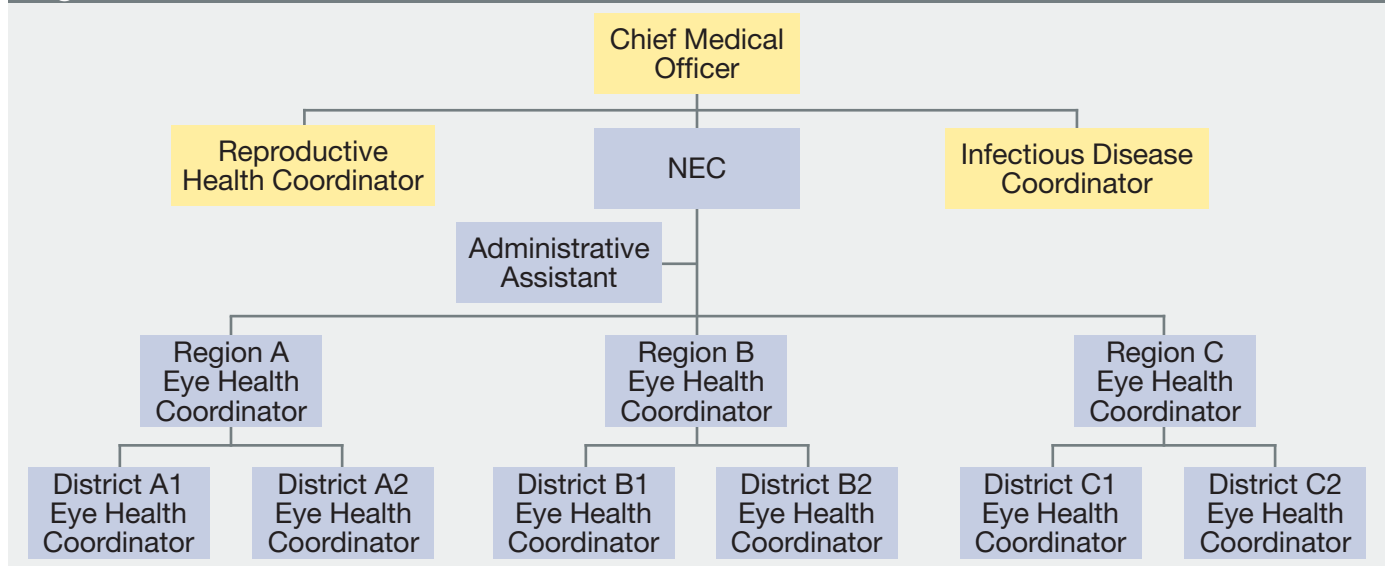 Chief Medical
Officer
Reproductive
Health Coordinator
NEC
Infectious Disease
Coordinator
Administrative
Assistant
Region A
Eye Health
Coordinator
Region B
Eye Health
Coordinator
Region C
Eye Health
Coordinator
District A1
Eye Health
Coordinator
District A2
Eye Health
Coordinator
District B1
Eye Health
Coordinator
District B2
Eye Health
Coordinator
District C1
Eye Health
Coordinator
District C2
Eye Health
Coordinator